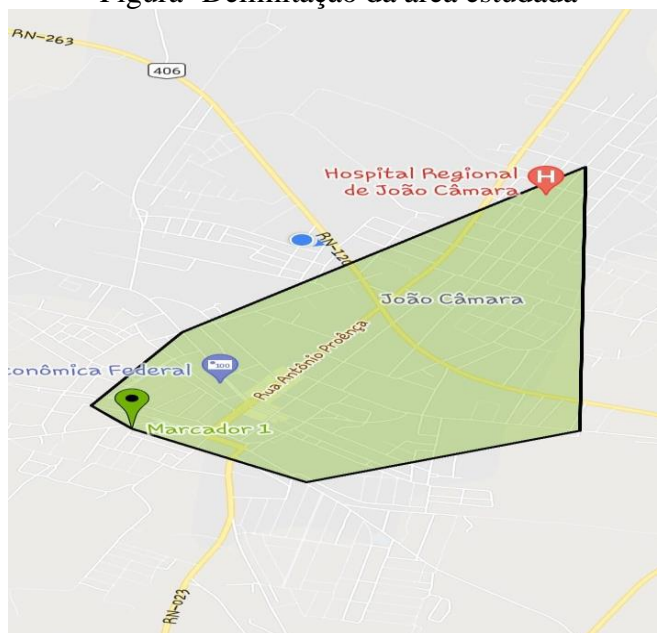 Figura Delimitação da área estudada
RN-263
406
Hospital Regional
de João Câmara
H
RN-120
João Câmara
Rua Antônio Proença
conômica Federal
Marcador 1
RN-023